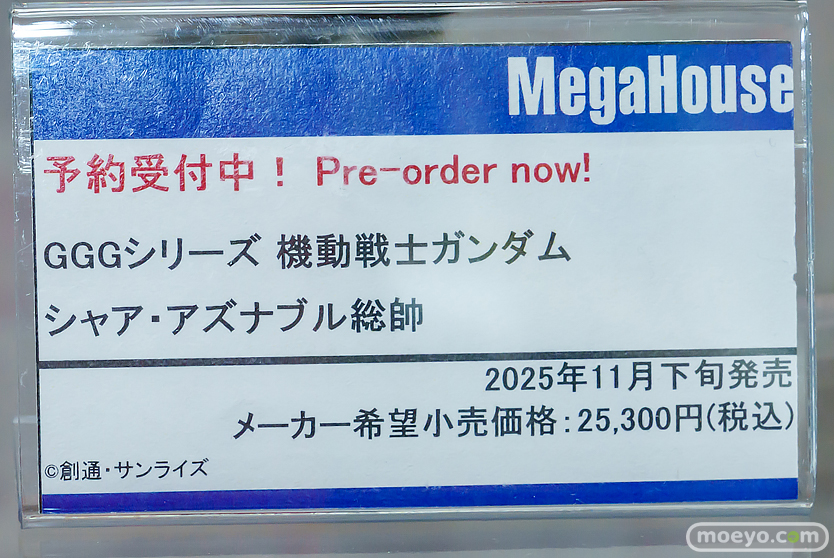 MegaHouse
予約受付中！ Pre-order now!
GGGシリーズ 機動戦士ガンダム
シャア・アズナブル総帥
2025年11月下旬発売
メーカー希望小売価格：25,300円(税込)
©創通・サンライズ
moeyo.com